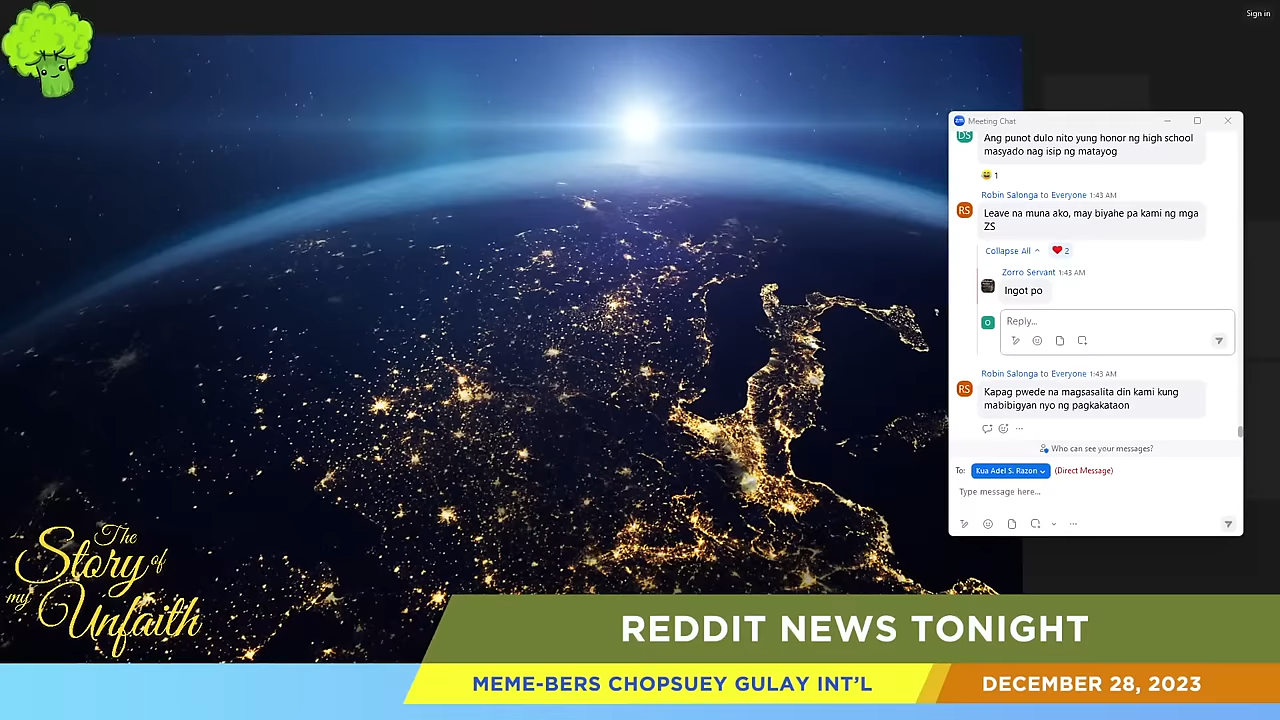 Sign in
Meeting Chat
DS
Ang punot dulo nito yung honor ng high school
masyado nag isip ng matayog
1
Robin Salonga to Everyone 1:43 AM
RS
Leave na muna ako, may biyahe pa kami ng mga
ZS
Collapse All
2
Zorro Servant 1:43 AM
Ingot po
O
Reply...
Robin Salonga to Everyone 1:43 AM
RS
Kapag pwede na magsasalita din kami kung
mabibigyan nyo ng pagkakataon
Who can see your messages?
To: Kua Adel S. Razon (Direct Message)
Type message here...
The
Story of
my Unfaith
REDDIT NEWS TONIGHT
MEME-BERS CHOPSUEY GULAY INT'L
DECEMBER 28, 2023